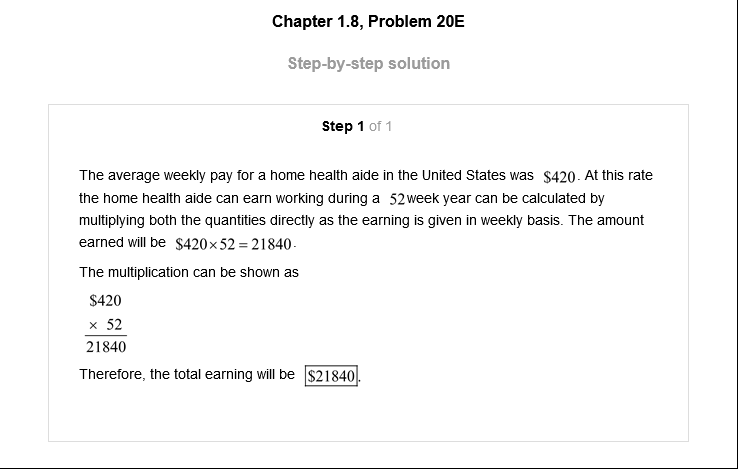 Chapter 1.8, Problem 20E
Step-by-step solution
Step 1 of 1
The average weekly pay for a home health aide in the United States was $420. At this rate
the home health aide can earn working during a 52 week year can be calculated by
multiplying both the quantities directly as the earning is given in weekly basis. The amount
earned will be $420×52 = 21840.
The multiplication can be shown as
$420
× 52
21840
Therefore, the total earning will be $21840.